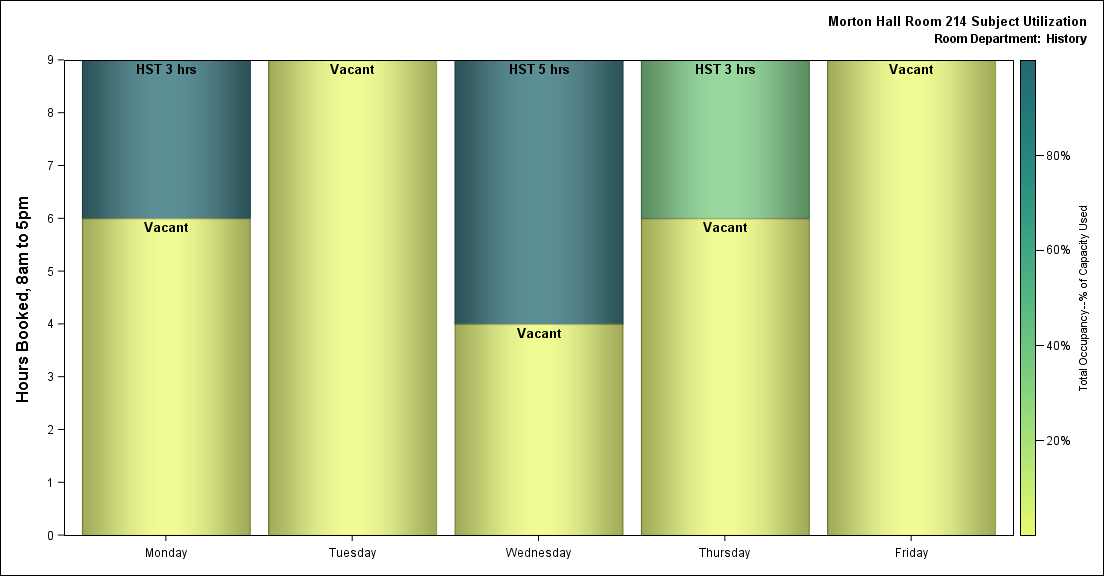 Morton Hall Room 214 Subject Utilization
Room Department: History
Hours Booked, 8am to 5pm
9
8
7
6
5
4
3
2
1
0
HST 3 hrs
Vacant
Vacant
HST 5 hrs
Vacant
HST 3 hrs
Vacant
Vacant
Monday
Tuesday
Wednesday
Thursday
Friday
80%
60%
40%
20%
Total Occupancy--% of Capacity Used